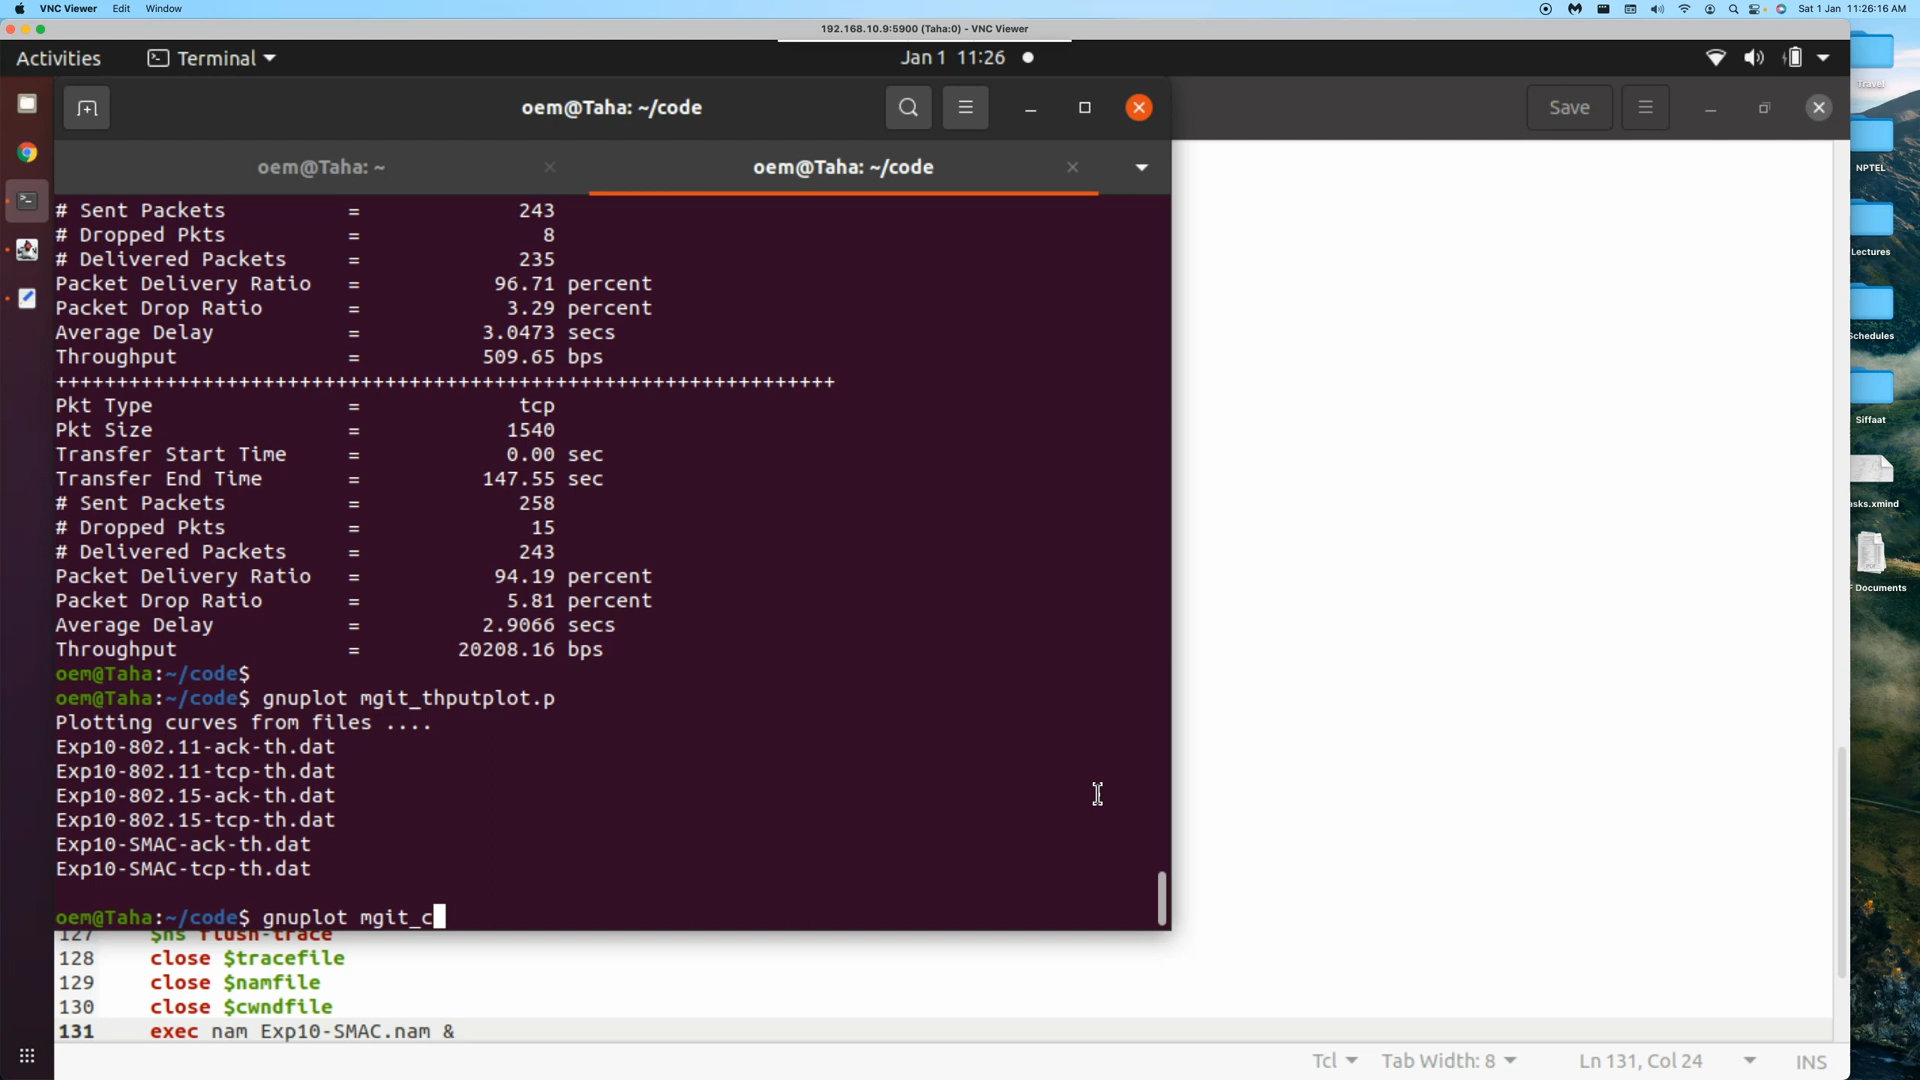 VNC Viewer Edit Window Sat 1 Jan 11:26:16 AM
192.168.10.9:5900 (Taha:0) - VNC Viewer
Activities Terminal Jan 1 11:26
oem@Taha: ~/code Save
oem@Taha: ~ oem@Taha: ~/code
# Sent Packets = 243
# Dropped Pkts = 8
# Delivered Packets = 235
Packet Delivery Ratio = 96.71 percent
Packet Drop Ratio = 3.29 percent
Average Delay = 3.0473 secs
Throughput = 509.65 bps
++++++++++++++++++++++++++++++++++++++++++++++++++++++++++++++++
Pkt Type = tcp
Pkt Size = 1540
Transfer Start Time = 0.00 sec
Transfer End Time = 147.55 sec
# Sent Packets = 258
# Dropped Pkts = 15
# Delivered Packets = 243
Packet Delivery Ratio = 94.19 percent
Packet Drop Ratio = 5.81 percent
Average Delay = 2.9066 secs
Throughput = 20208.16 bps
oem@Taha:~/code$
oem@Taha:~/code$ gnuplot mgit_thputplot.p
Plotting curves from files ....
Exp10-802.11-ack-th.dat
Exp10-802.11-tcp-th.dat
Exp10-802.15-ack-th.dat
Exp10-802.15-tcp-th.dat
Exp10-SMAC-ack-th.dat
Exp10-SMAC-tcp-th.dat
oem@Taha:~/code$ gnuplot mgit_c
127 $ns flush-trace
128 close $tracefile
129 close $namfile
130 close $cwndfile
131 exec nam Exp10-SMAC.nam &
Tcl Tab Width: 8 Ln 131, Col 24 INS
Travel
NPTEL
Lectures
Schedules
Siffaat
asks.xmind
F Documents